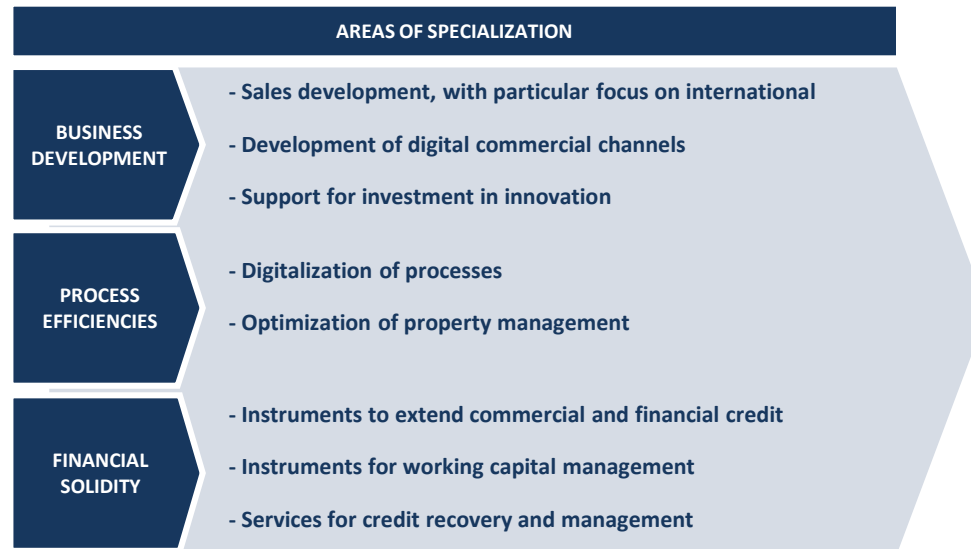 AREAS OF SPECIALIZATION
BUSINESS
DEVELOPMENT
- Sales development, with particular focus on international
- Development of digital commercial channels
- Support for investment in innovation
PROCESS
EFFICIENCIES
- Digitalization of processes
- Optimization of property management
FINANCIAL
SOLIDITY
- Instruments to extend commercial and financial credit
- Instruments for working capital management
- Services for credit recovery and management